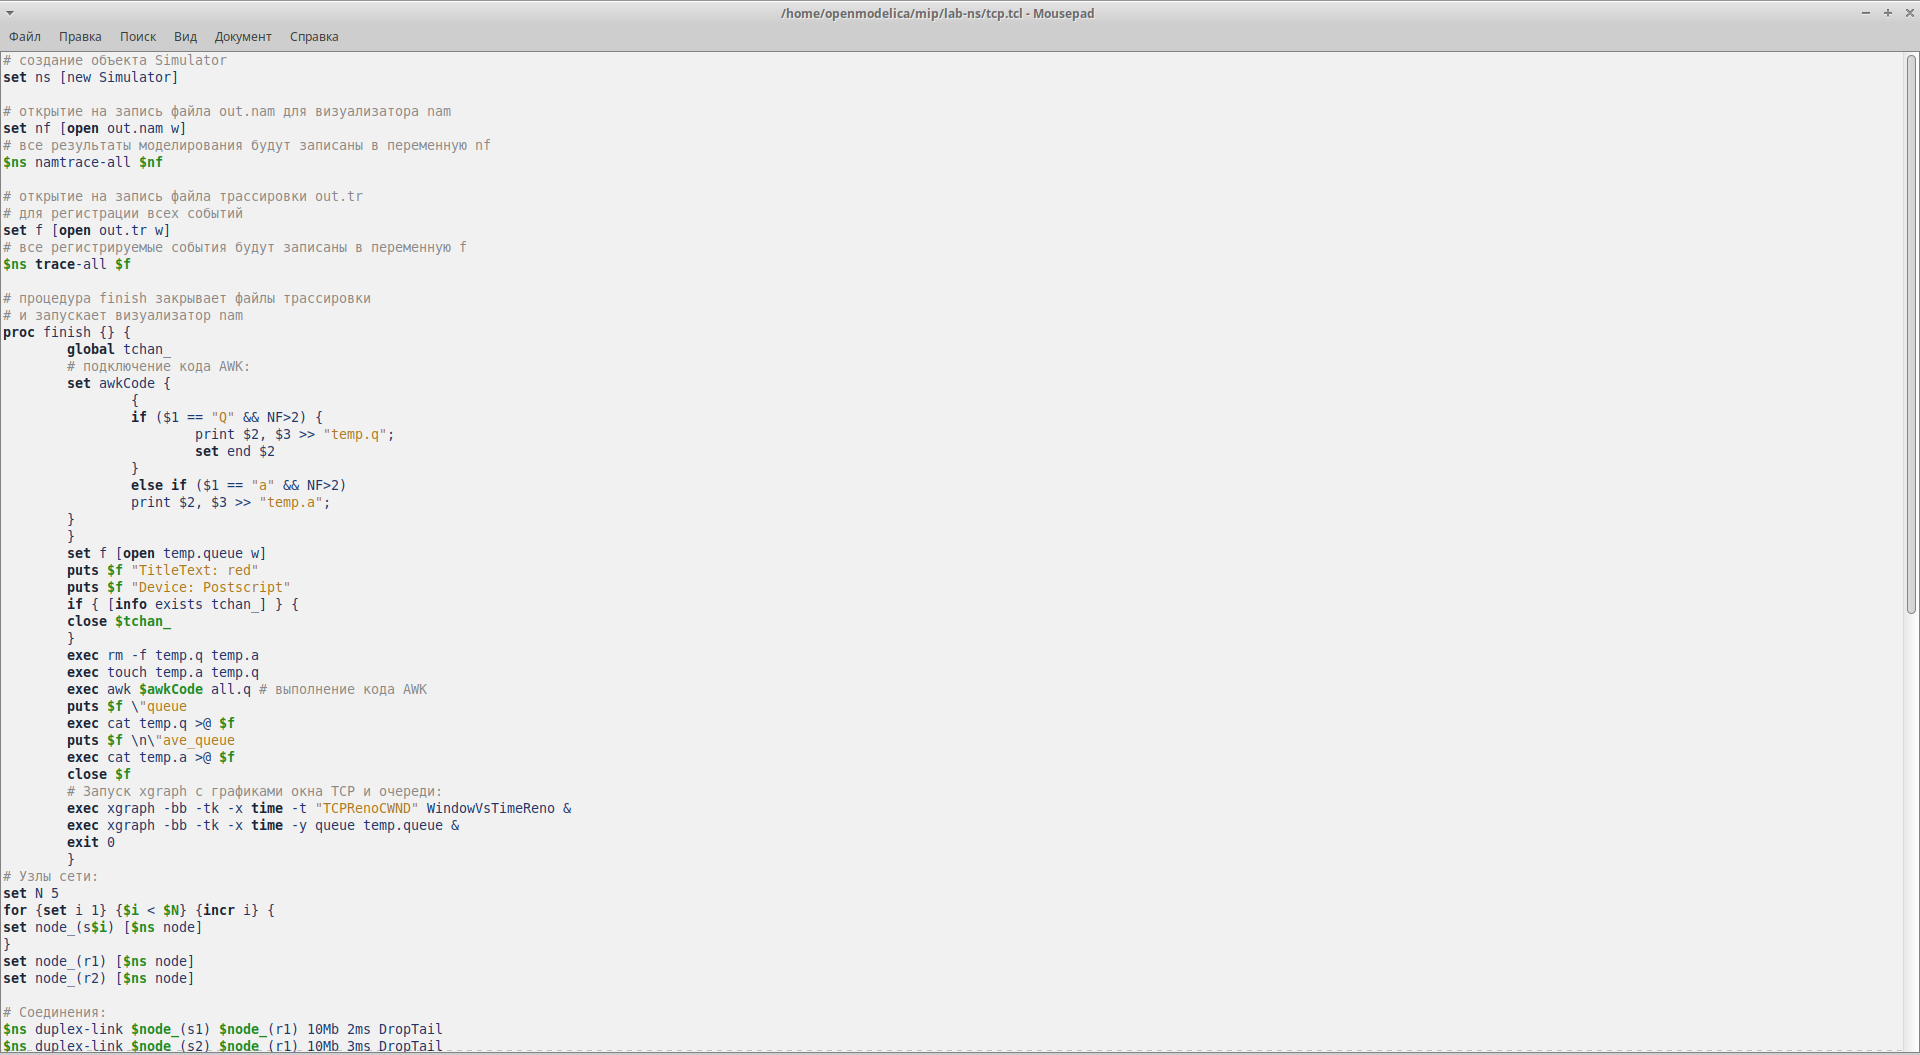 /home/openmodelica/mip/lab-ns/tcp.tcl - Mousepad
Файл Правка Поиск Вид Документ Справка
# создание объекта Simulator
set ns [new Simulator]

# открытие на запись файла out.nam для визуализатора nam
set nf [open out.nam w]
# все результаты моделирования будут записаны в переменную nf
$ns namtrace-all $nf

# открытие на запись файла трассировки out.tr
# для регистрации всех событий
set f [open out.tr w]
# все регистрируемые события будут записаны в переменную f
$ns trace-all $f

# процедура finish закрывает файлы трассировки
# и запускает визуализатор nam
proc finish {} {
        global tchan_
        # подключение кода AWK:
        set awkCode {
                {
                if ($1 == "Q" && NF>2) {
                        print $2, $3 >> "temp.q";
                        set end $2
                }
                else if ($1 == "a" && NF>2)
                print $2, $3 >> "temp.a";
        }
        }
        set f [open temp.queue w]
        puts $f "TitleText: red"
        puts $f "Device: Postscript"
        if { [info exists tchan_] } {
        close $tchan_
        }
        exec rm -f temp.q temp.a
        exec touch temp.a temp.q
        exec awk $awkCode all.q # выполнение кода AWK
        puts $f \"queue
        exec cat temp.q >@ $f
        puts $f \n\"ave_queue
        exec cat temp.a >@ $f
        close $f
        # Запуск xgraph с графиками окна TCP и очереди:
        exec xgraph -bb -tk -x time -t "TCPRenoCWND" WindowVsTimeReno &
        exec xgraph -bb -tk -x time -y queue temp.queue &
        exit 0
        }
# Узлы сети:
set N 5
for {set i 1} {$i < $N} {incr i} {
set node_(s$i) [$ns node]
}
set node_(r1) [$ns node]
set node_(r2) [$ns node]

# Соединения:
$ns duplex-link $node_(s1) $node_(r1) 10Mb 2ms DropTail
$ns duplex-link $node_(s2) $node_(r1) 10Mb 3ms DropTail